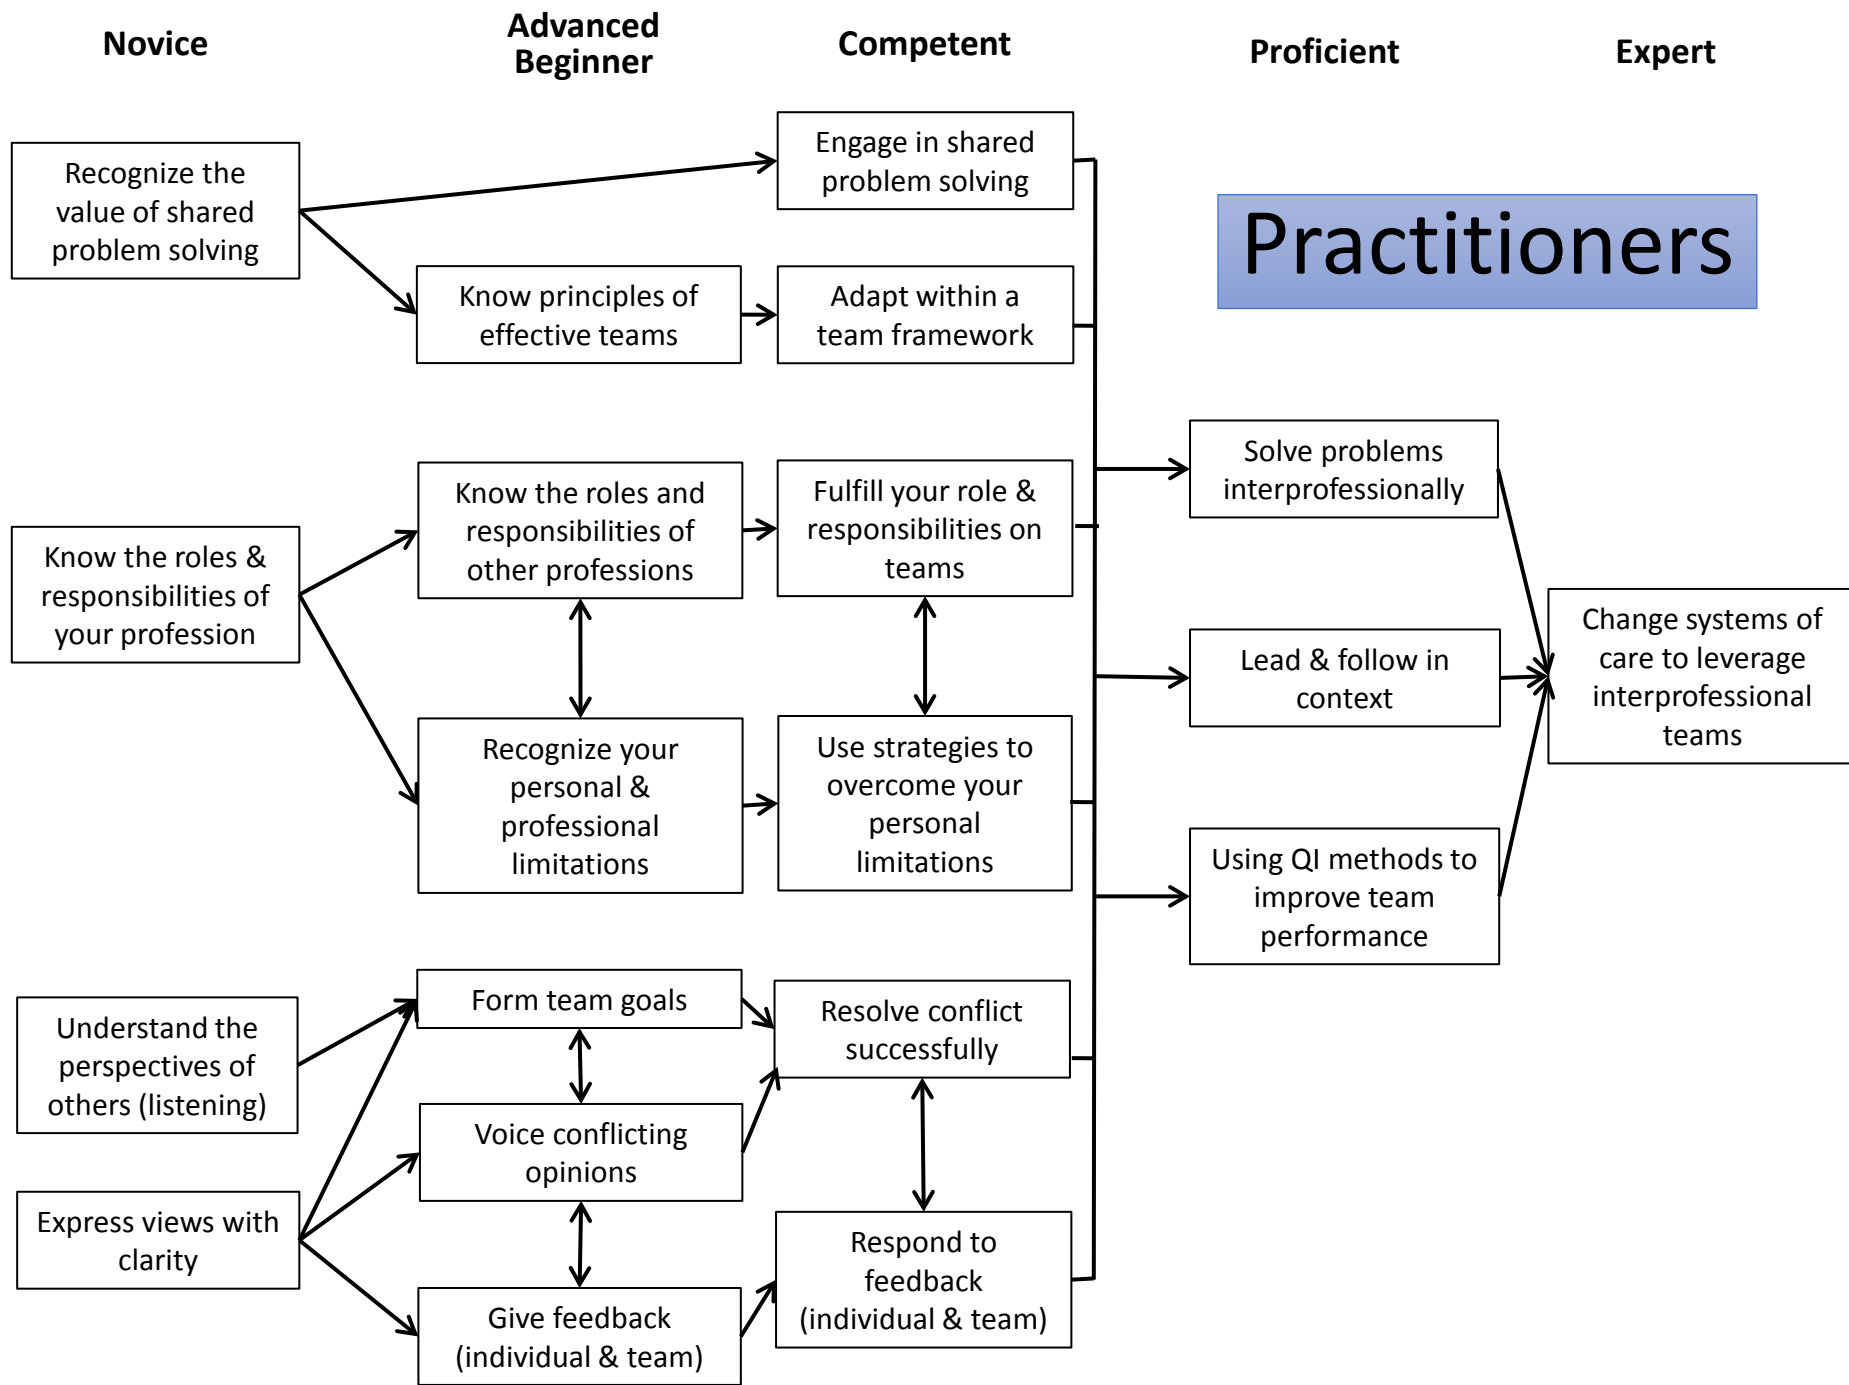 Novice
Advanced
Beginner
Competent
Proficient
Expert
Recognize the
value of shared
problem solving
Engage in shared
problem solving
Practitioners
Know principles of
effective teams
Adapt within a
team framework
Know the roles &
responsibilities of
your profession
Know the roles and
responsibilities of
other professions
Fulfill your role &
responsibilities on
teams
Solve problems
interprofessionally
Recognize your
personal &
professional
limitations
Use strategies to
overcome your
personal
limitations
Lead & follow in
context
Change systems of
care to leverage
interprofessional
teams
Using QI methods to
improve team
performance
Understand the
perspectives of
others (listening)
Form team goals
Resolve conflict
successfully
Voice conflicting
opinions
Express views with
clarity
Give feedback
(individual & team)
Respond to
feedback
(individual & team)